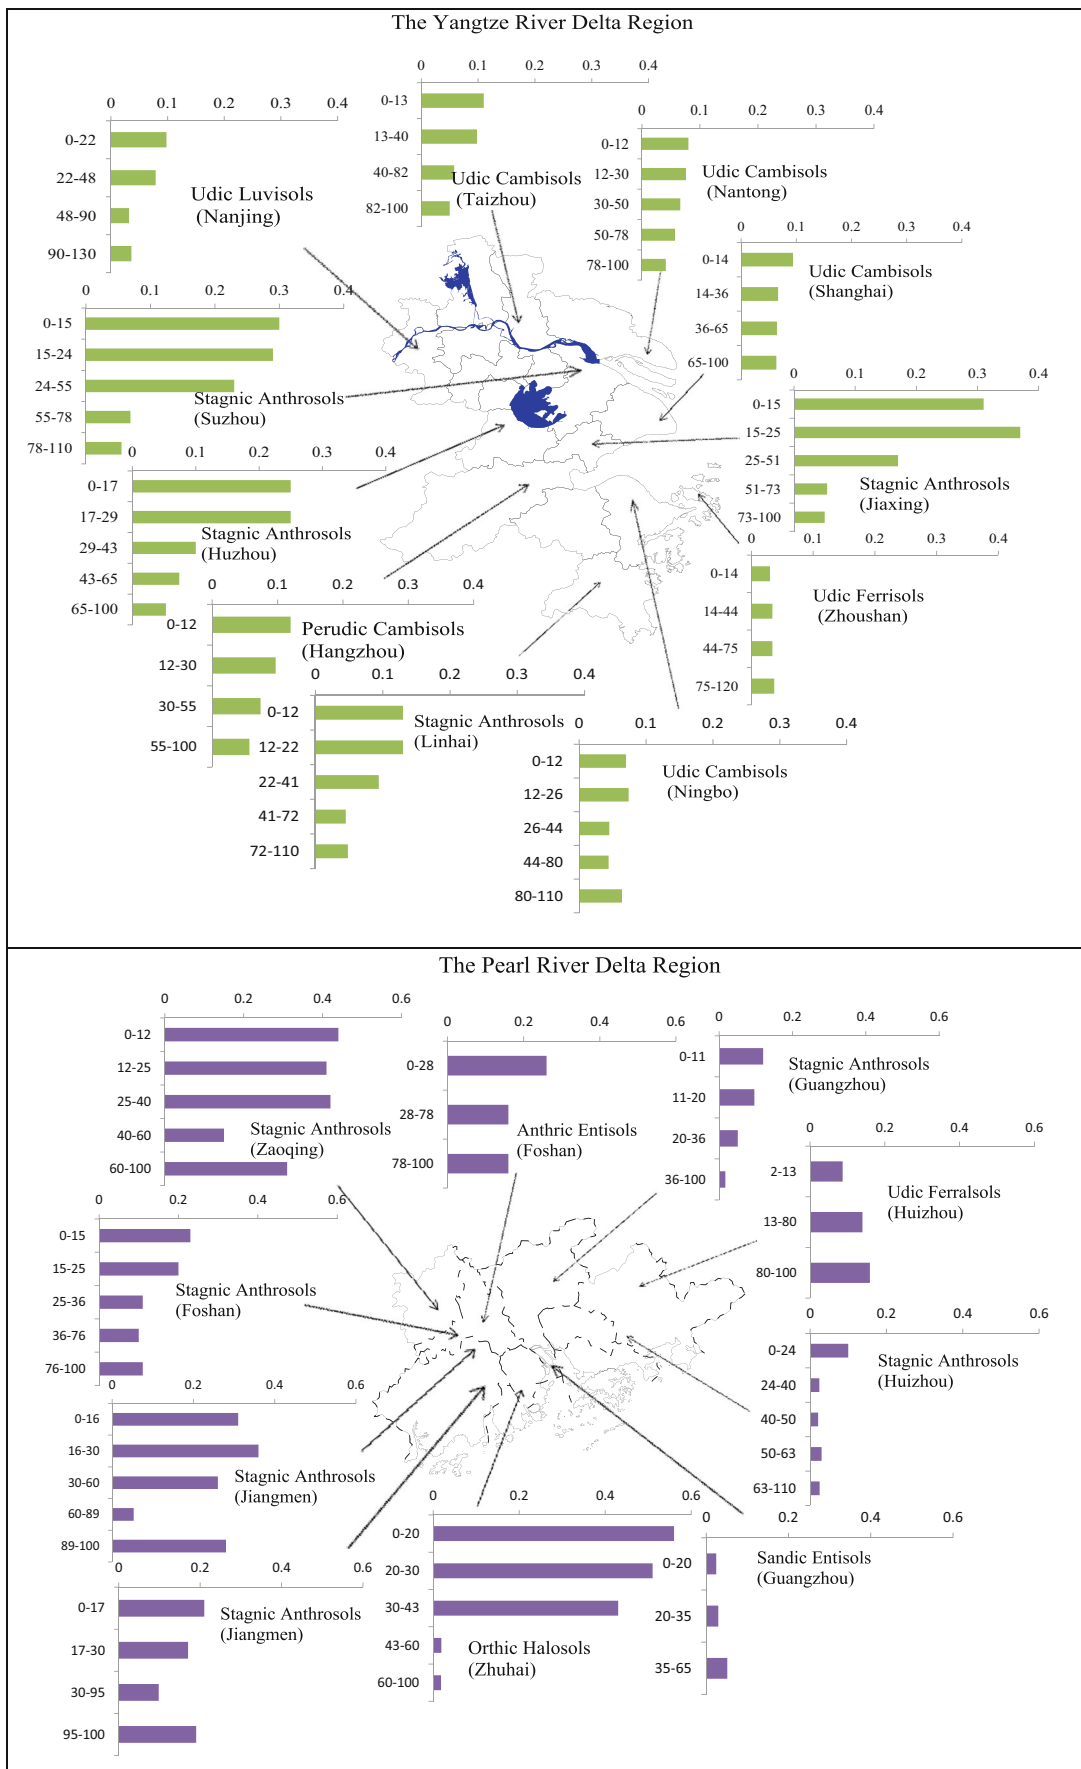 The Yangtze River Delta Region
0 0.1 0.2 0.3 0.4
0-13
13-40
40-82
82-100
Udic Cambisols
(Taizhou)
0 0.1 0.2 0.3 0.4
0-22
22-48
48-90
90-130
Udic Luvisols
(Nanjing)
0 0.1 0.2 0.3 0.4
0-12
12-30
30-50
50-78
78-100
Udic Cambisols
(Nantong)
0 0.1 0.2 0.3 0.4
0-14
14-36
36-65
65-100
Udic Cambisols
(Shanghai)
0 0.1 0.2 0.3 0.4
0-15
15-24
24-55
55-78
78-110
Stagnic Anthrosols
(Suzhou)
0 0.1 0.2 0.3 0.4
0-15
15-25
25-51
51-73
73-100
Stagnic Anthrosols
(Jiaxing)
0 0.1 0.2 0.3 0.4
0-17
17-29
29-43
43-65
65-100
Stagnic Anthrosols
(Huzhou)
0 0.1 0.2 0.3 0.4
0-14
14-44
44-75
75-120
Udic Ferrisols
(Zhoushan)
0 0.1 0.2 0.3 0.4
0-12
12-30
30-55
55-100
Perudic Cambisols
(Hangzhou)
0 0.1 0.2 0.3 0.4
0-12
12-22
22-41
41-72
72-110
Stagnic Anthrosols
(Linhai)
0 0.1 0.2 0.3 0.4
0-12
12-26
26-44
44-80
80-110
Udic Cambisols
(Ningbo)
The Pearl River Delta Region
0 0.2 0.4 0.6
0-12
12-25
25-40
40-60
60-100
Stagnic Anthrosols
(Zaoqing)
0 0.2 0.4 0.6
0-28
28-78
78-100
Anthric Entisols
(Foshan)
0 0.2 0.4 0.6
0-11
11-20
20-36
36-100
Stagnic Anthrosols
(Guangzhou)
0 0.2 0.4 0.6
2-13
13-80
80-100
Udic Ferralsols
(Huizhou)
0 0.2 0.4 0.6
0-15
15-25
25-36
36-76
76-100
Stagnic Anthrosols
(Foshan)
0 0.2 0.4 0.6
0-24
24-40
40-50
50-63
63-110
Stagnic Anthrosols
(Huizhou)
0 0.2 0.4 0.6
0-16
16-30
30-60
60-89
89-100
Stagnic Anthrosols
(Jiangmen)
0 0.2 0.4 0.6
0-17
17-30
30-95
95-100
Stagnic Anthrosols
(Jiangmen)
0 0.2 0.4 0.6
0-20
20-30
30-43
43-60
60-100
Orthic Halosols
(Zhuhai)
0 0.2 0.4 0.6
0-20
20-35
35-65
Sandic Entisols
(Guangzhou)